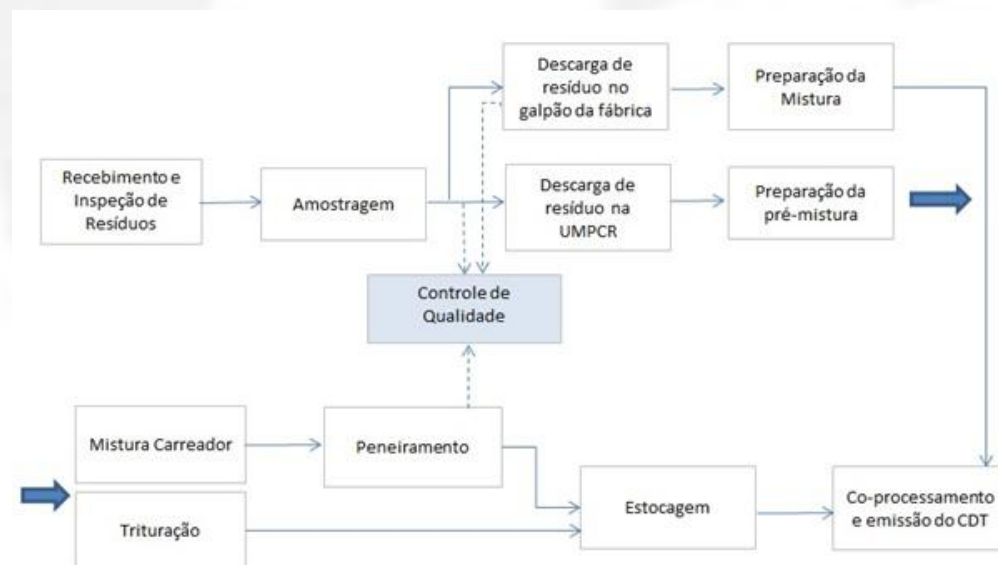 Descarga de
resíduo no
galpão da fábrica
Preparação da
Mistura
Recebimento e
Inspeção de
Resíduos
Amostragem
Descarga de
resíduo na
UMPCR
Preparação da
pré-mistura
Controle de
Qualidade
Mistura Carreador
Peneiramento
Trituração
Estocagem
Co-processamento
e emissão do CDT